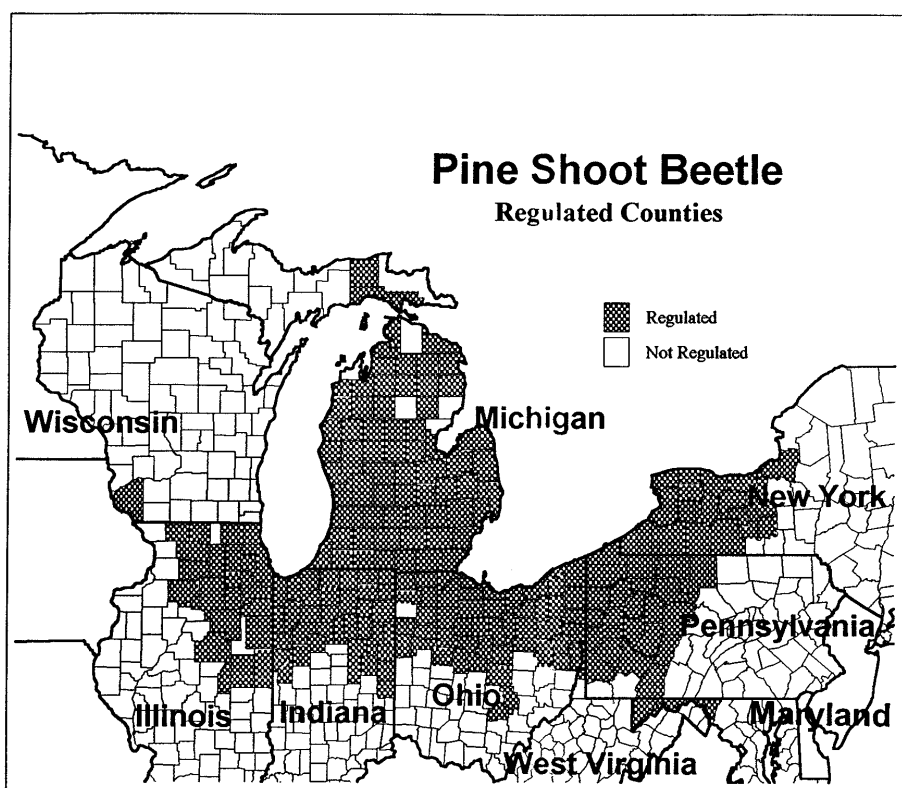 Pine Shoot Beetle
Regulated Counties
Regulated
Not Regulated
Wisconsin
Michigan
New York
Pennsylvania
Illinois
Indiana
Ohio
Maryland
West Virginia